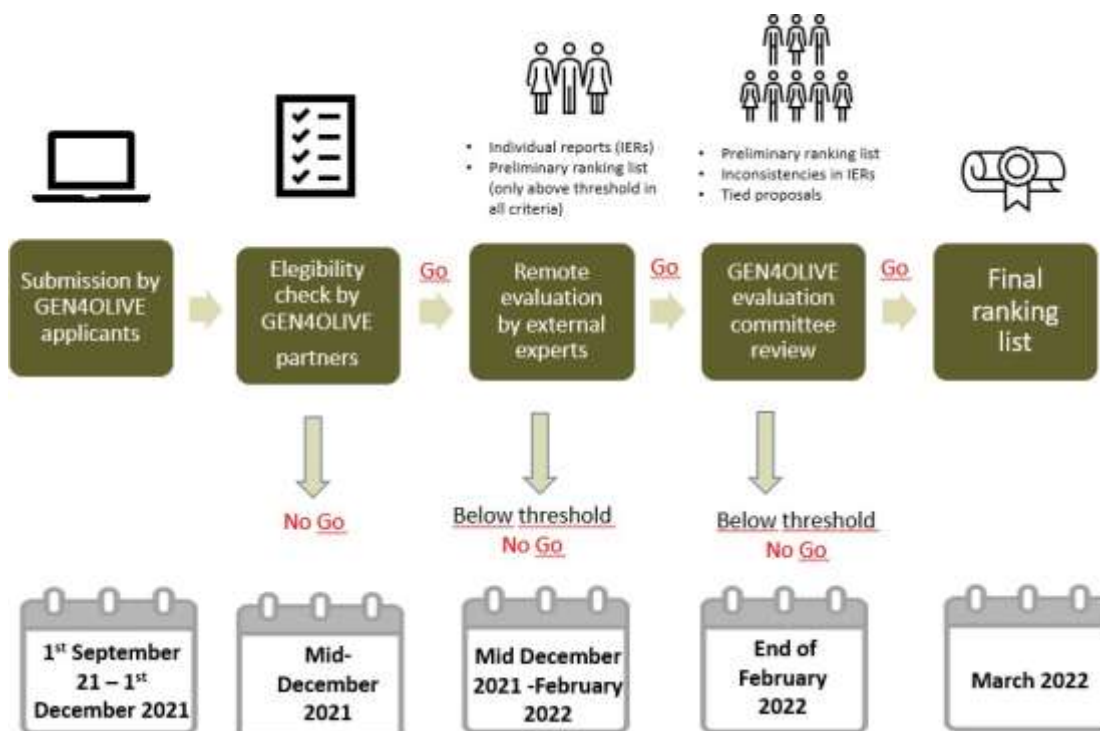 • Individual reports (IERs)
• Preliminary ranking list
(only above threshold in
all criteria)
• Preliminary ranking list
• Inconsistencies in IERs
• Tied proposals
Submission by
GEN4OLIVE
applicants
Elegibility
check by
GEN4OLIVE
partners
Go
Remote
evaluation
by external
experts
Go
GEN4OLIVE
evaluation
committee
review
Go
Final
ranking
list
No Go
Below threshold
No Go
Below threshold
No Go
1st September
21 – 1st
December 2021
Mid-
December
2021
Mid December
2021 -February
2022
End of
February
2022
March 2022